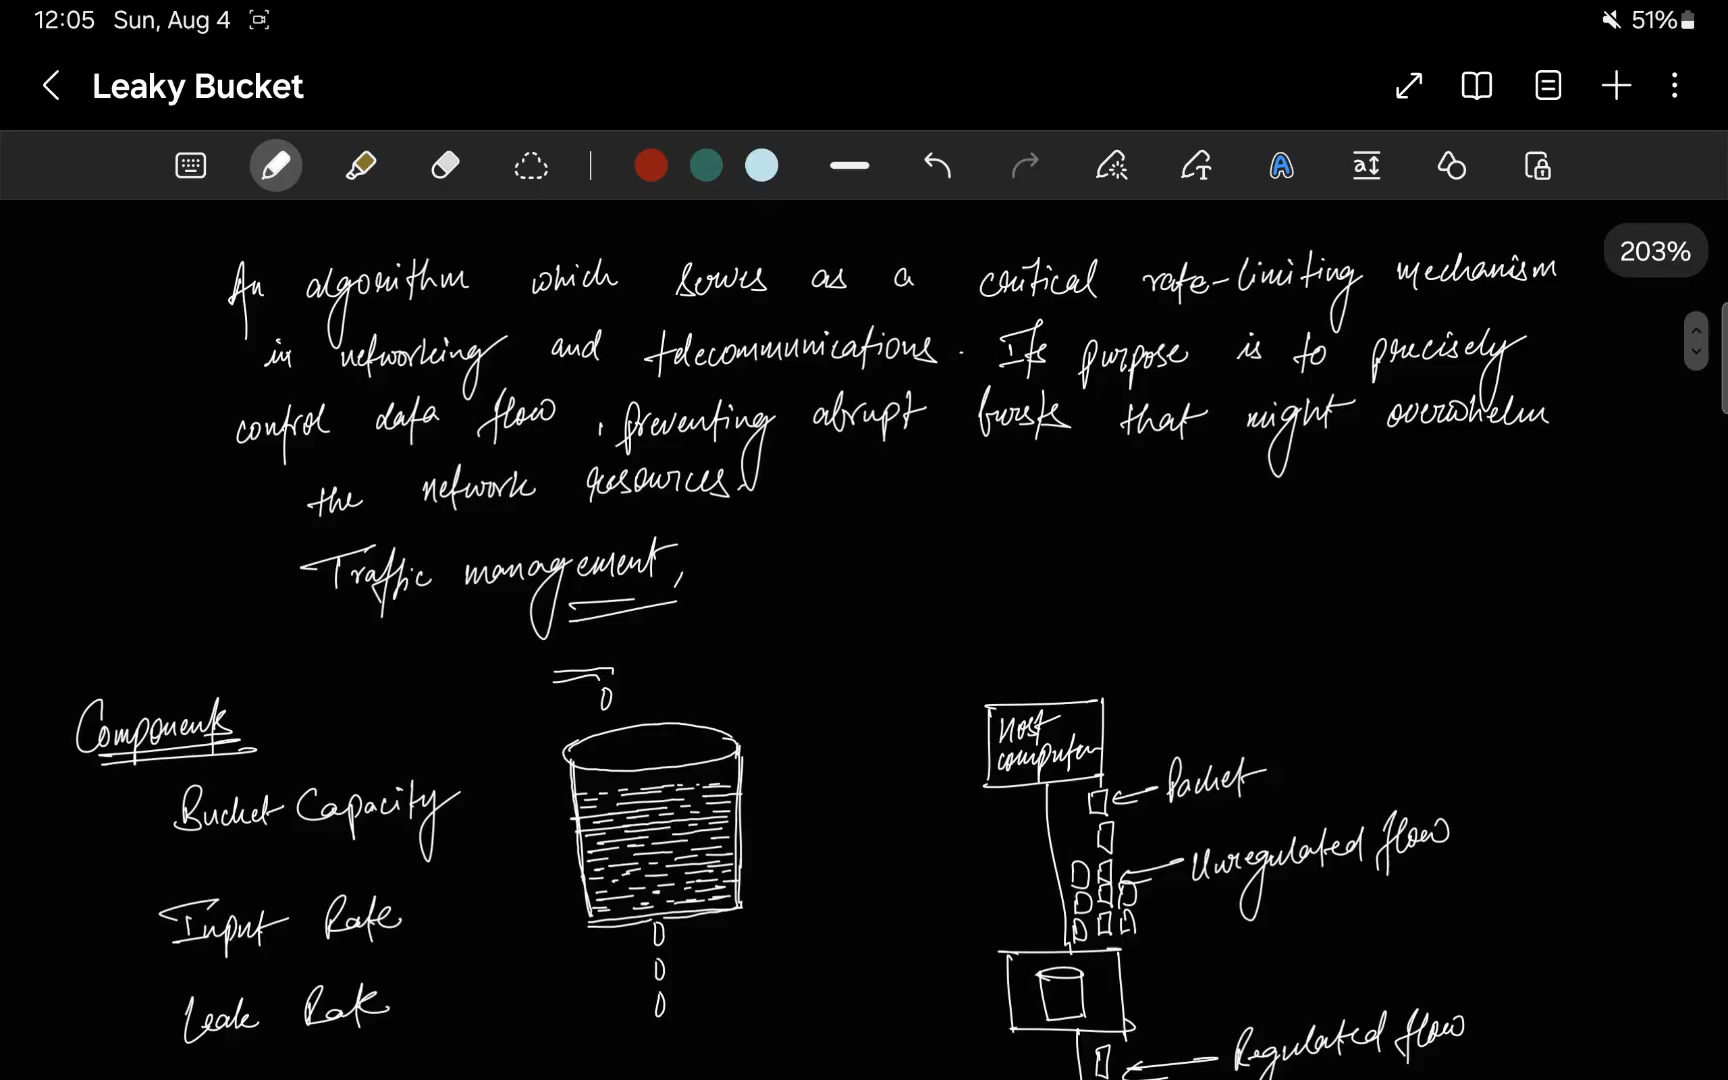 12:05 Sun, Aug 4
51%
Leaky Bucket
203%
An algorithm which serves as a critical rate-limiting mechanism
in networking and telecommunications. Its purpose is to precisely
control data flow, preventing abrupt bursts that might overwhelm
the network resources.
Traffic management,
Components
Bucket Capacity
Input Rate
Leak Rate
Host
computer
Packet
Unregulated flow
Regulated flow